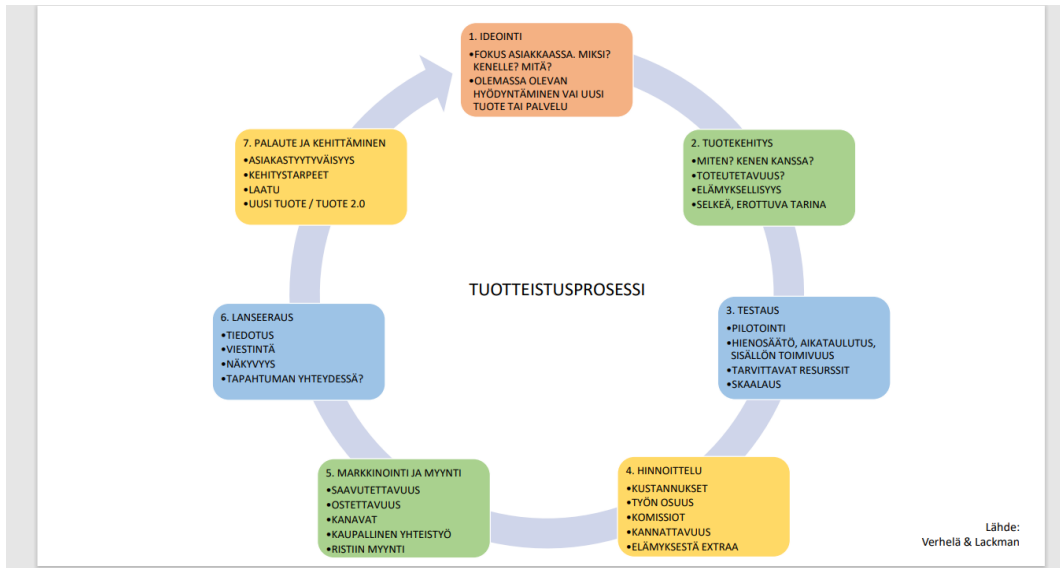 1. IDEOINTI
•FOKUS ASIAKKAASSA. MIKSI?
KENELLE? MITÄ?
•OLEMASSA OLEVAN
HYÖDYNTÄMINEN VAI UUSI
TUOTE TAI PALVELU
2. TUOTEKEHITYS
•MITEN? KENEN KANSSA?
•TOTEUTETAVUUS?
•ELÄMYKSELLISYYS
•SELKEÄ, EROTTUVA TARINA
3. TESTAUS
•PILOTOINTI
•HIENOSÄÄTÖ, AIKATAULUTUS,
SISÄLLÖN TOIMIVUUS
•TARVITTAVAT RESURSSIT
•SKAALAUS
4. HINNOITTELU
•KUSTANNUKSET
•TYÖN OSUUS
•KOMISSIOT
•KANNATTAVUUS
•ELÄMYKSESTÄ EXTRAA
5. MARKKINOINTI JA MYYNTI
•SAAVUTETTAVUUS
•OSTETTAVUUS
•KANAVAT
•KAUPALLINEN YHTEISTYÖ
•RISTIIN MYYNTI
6. LANSEERAUS
•TIEDOTUS
•VIESTINTÄ
•NÄKYVYYS
•TAPAHTUMAN YHTEYDESSÄ?
7. PALAUTE JA KEHITTÄMINEN
•ASIAKASTYYTYVÄISYYS
•KEHITYSTARPEET
•LAATU
•UUSI TUOTE / TUOTE 2.0
TUOTTEISTUSPROSESSI
Lähde:
Verhelä & Lackman